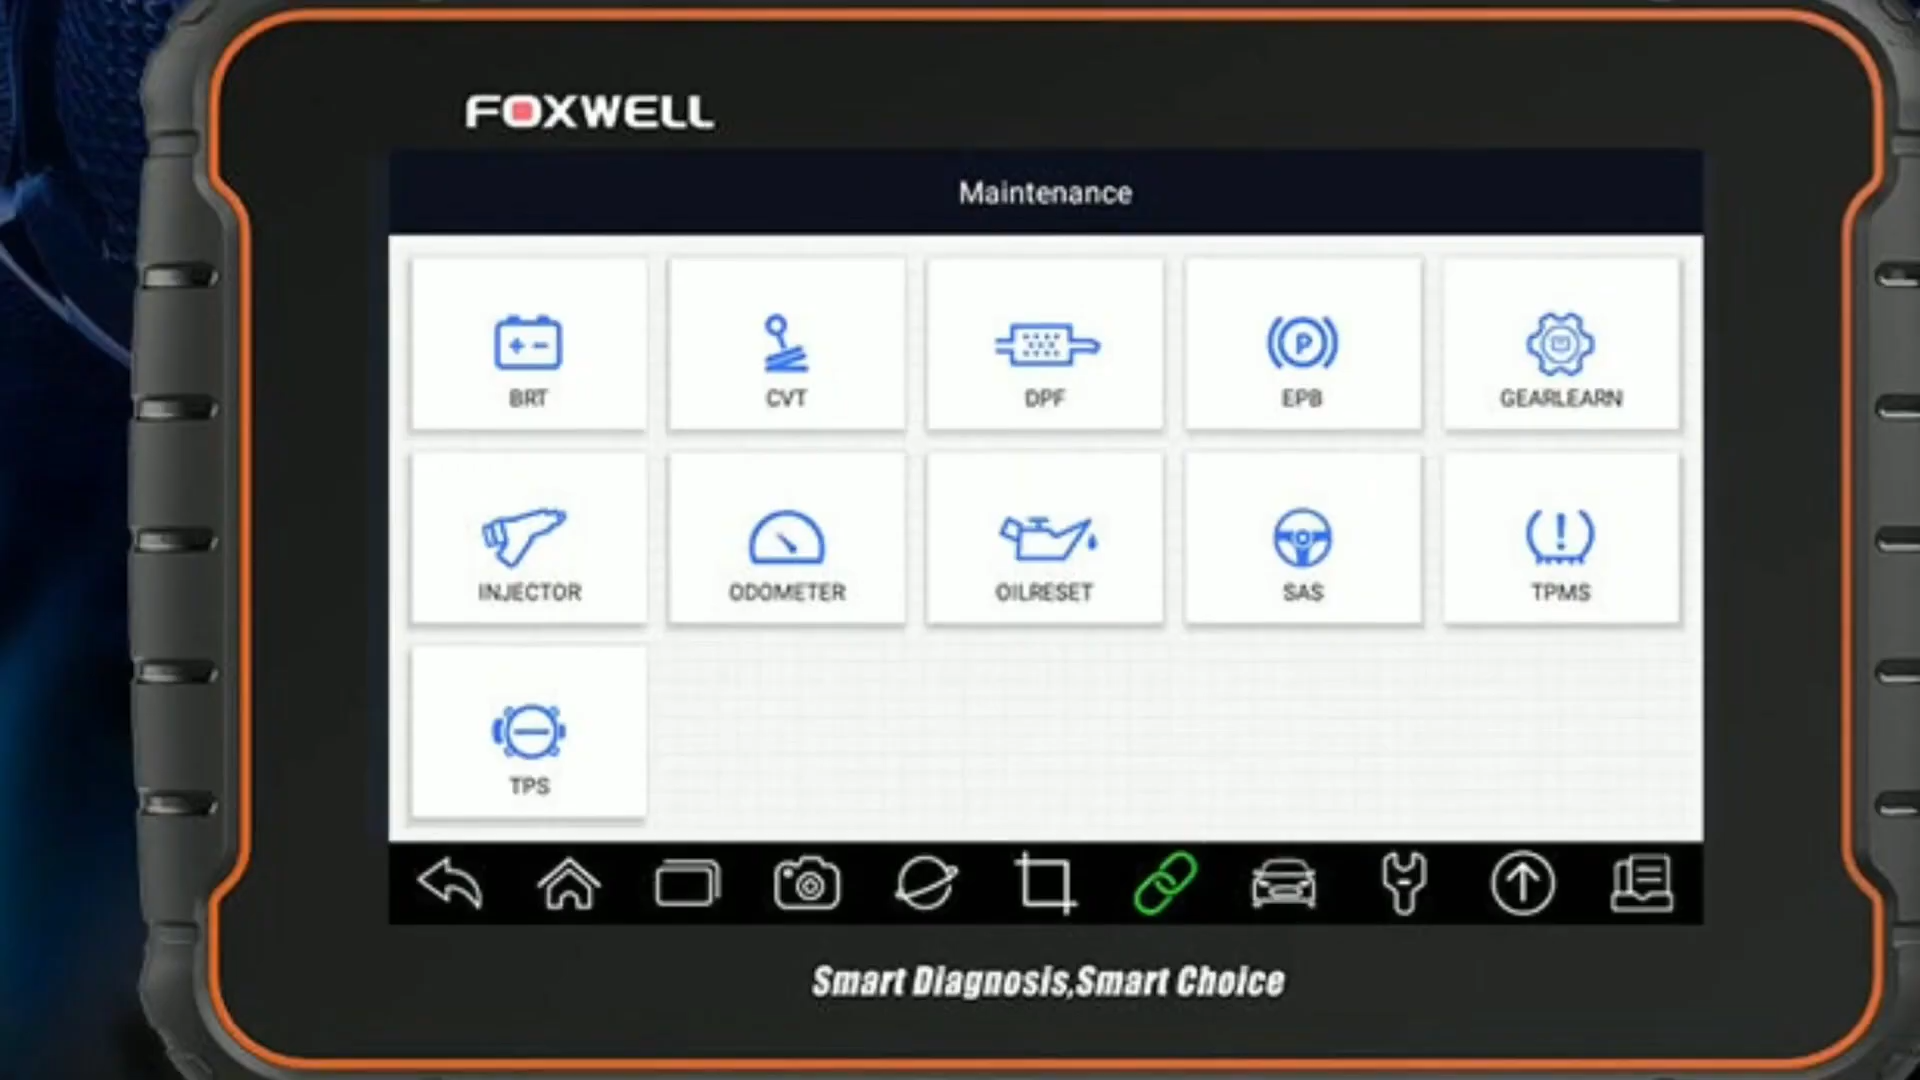 FOXWELL
Maintenance
BRT
CVT
DPF
EPB
GEARLEARN
INJECTOR
ODOMETER
OILRESET
SAS
TPMS
TPS
Smart Diagnosis,Smart Choice